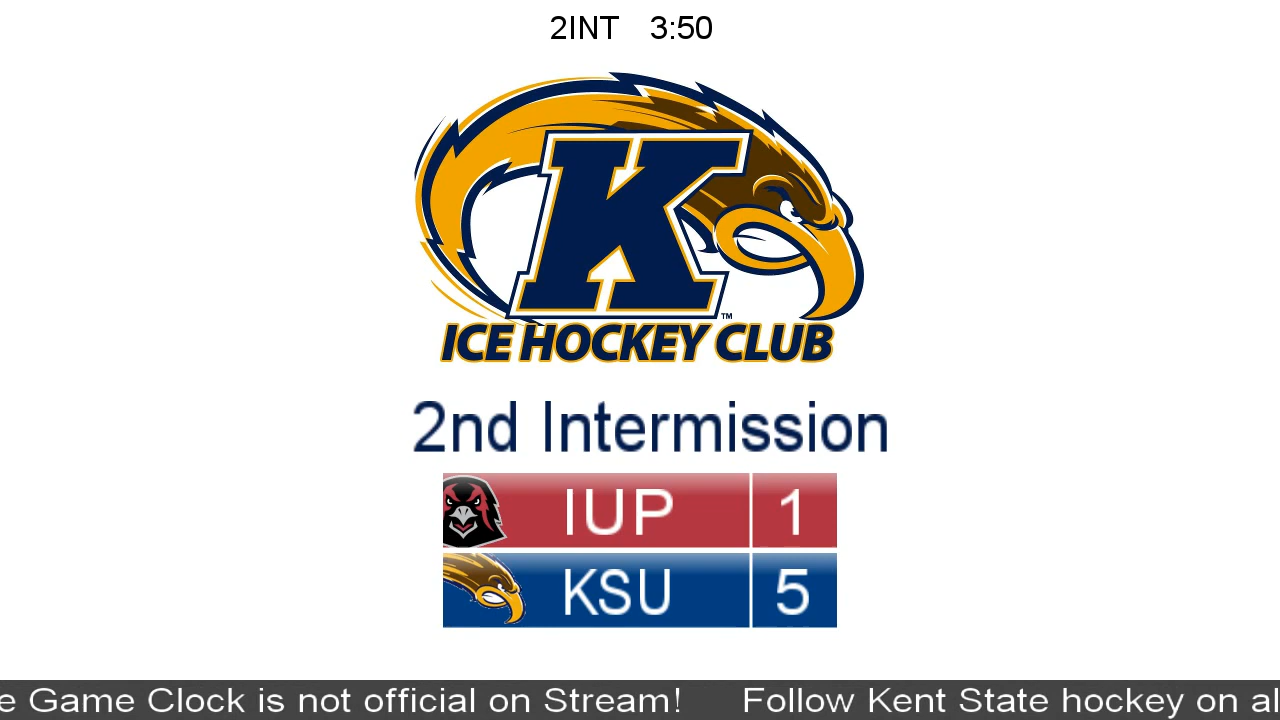 2INT 3:50
K
TM
ICE HOCKEY CLUB
2nd Intermission
IUP 1
KSU 5
e Game Clock is not official on Stream! Follow Kent State hockey on al